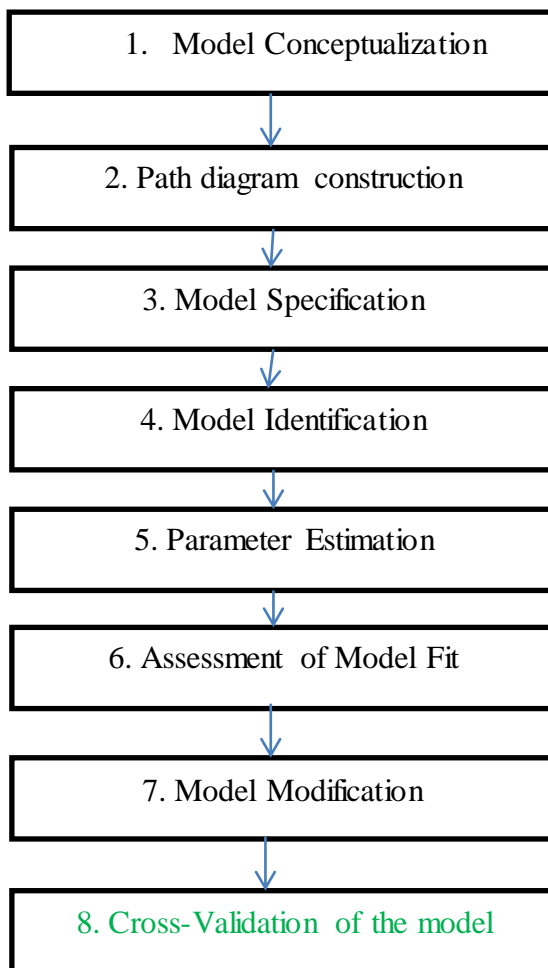 1. Model Conceptualization
2. Path diagram construction
3. Model Specification
4. Model Identification
5. Parameter Estimation
6. Assessment of Model Fit
7. Model Modification
8. Cross-Validation of the model